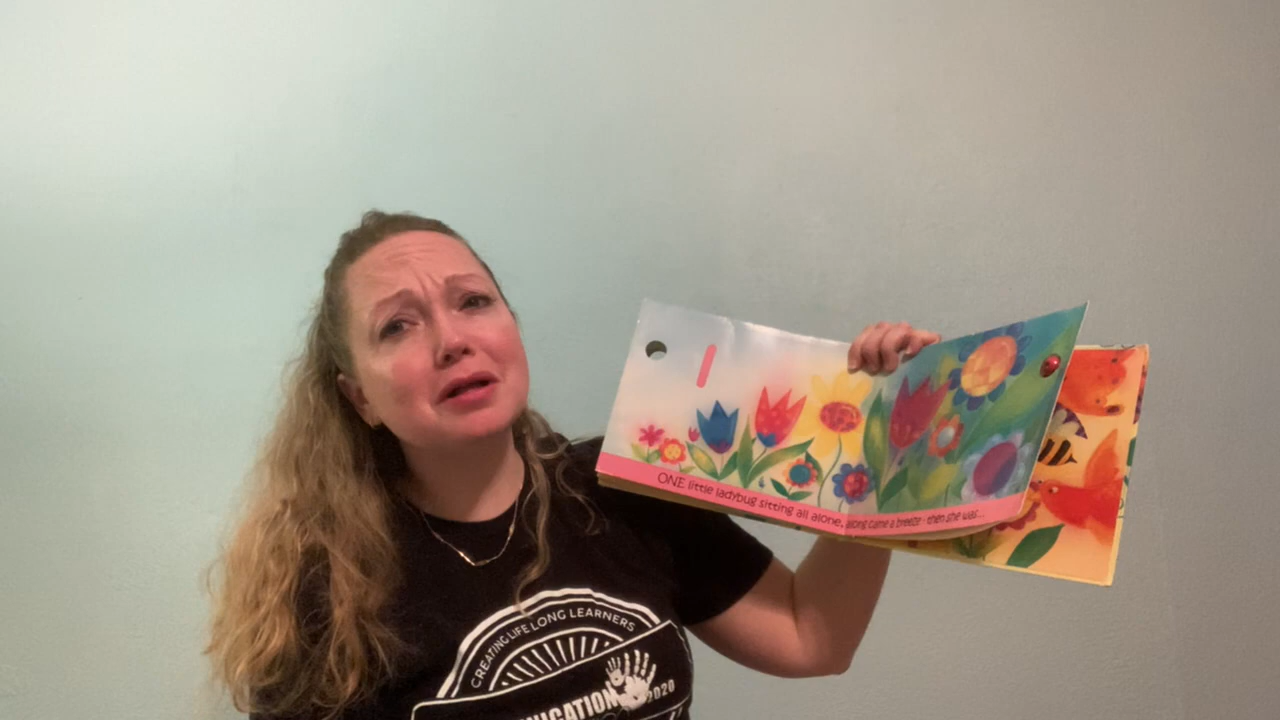 1
ONE little ladybug sitting all alone, along came a breeze - then she was...
CREATING LIFE LONG LEARNERS
2020